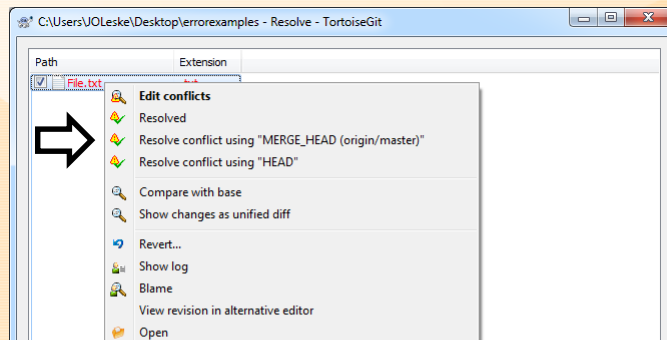 C:\Users\JOLeske\Desktop\errorexamples - Resolve - TortoiseGit
Path Extension
File.txt .txt
Edit conflicts
Resolved
Resolve conflict using "MERGE_HEAD (origin/master)"
Resolve conflict using "HEAD"
Compare with base
Show changes as unified diff
Revert...
Show log
Blame
View revision in alternative editor
Open